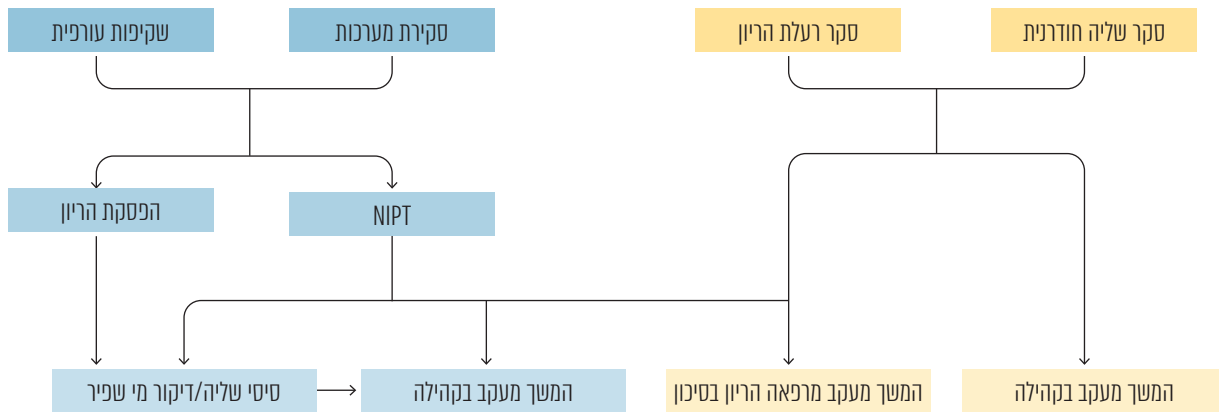 סקר שליה חודרנית
סקר רעלת הריון
סקירת מערכות
שקיפות עורפית
NIPT
הפסקת הריון
המשך מעקב בקהילה
המשך מעקב מרפאה הריון בסיכון
המשך מעקב בקהילה
סיסי שליה/דיקור מי שפיר